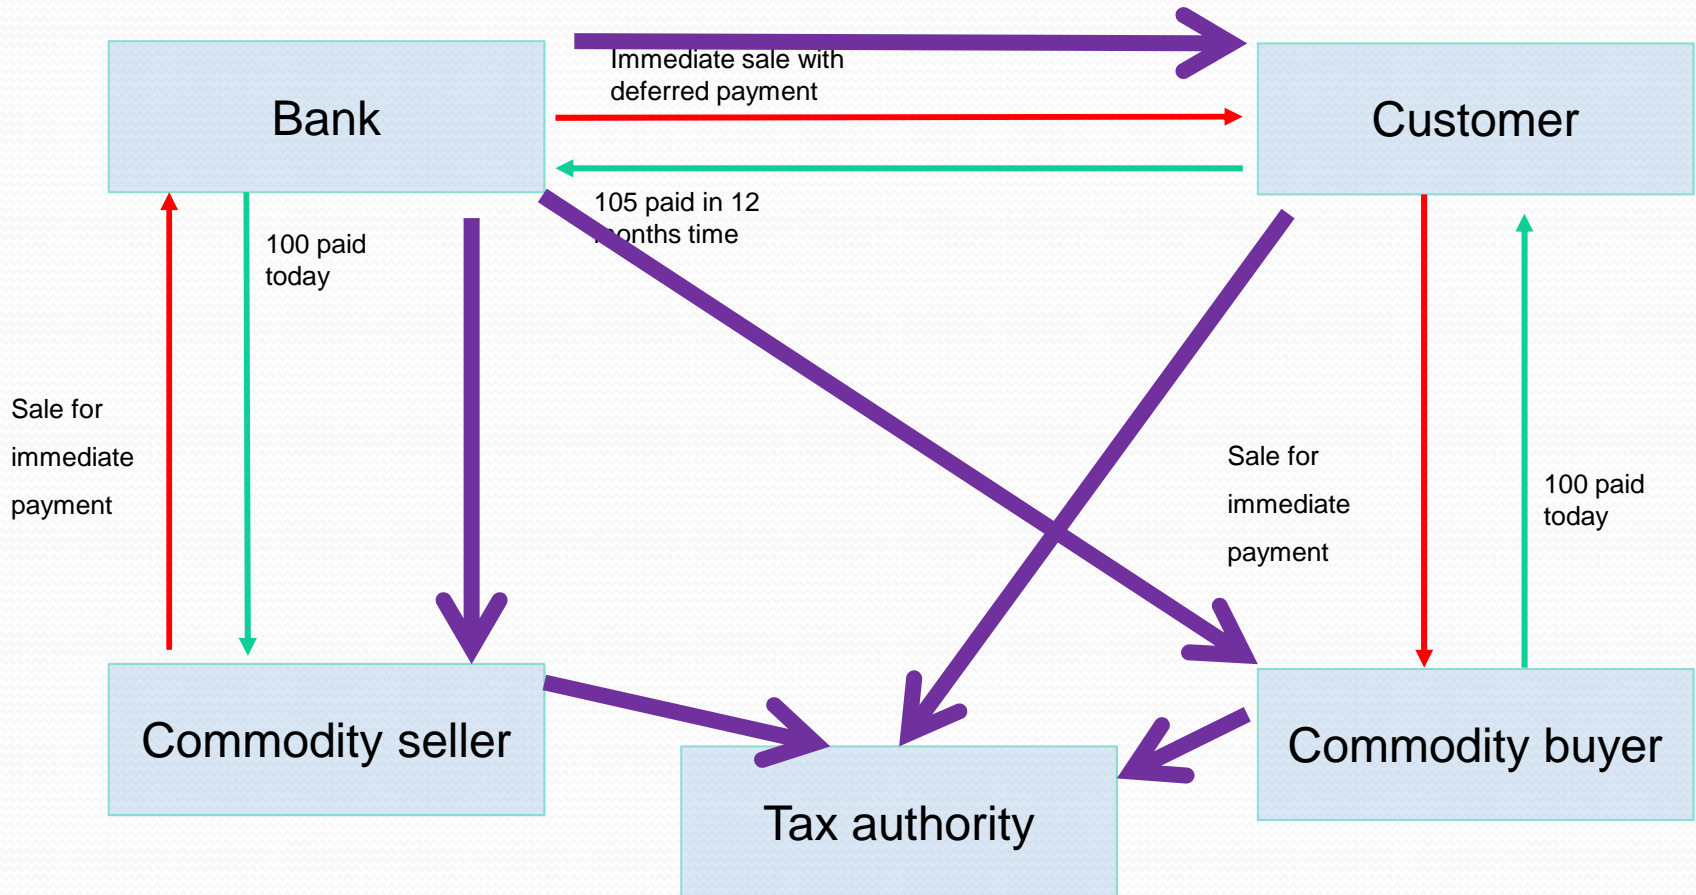 Immediate sale with
deferred payment
Bank
Customer
105 paid in 12
months time
100 paid
today
Sale for
immediate
payment
Sale for
immediate
payment
100 paid
today
Commodity seller
Commodity buyer
Tax authority